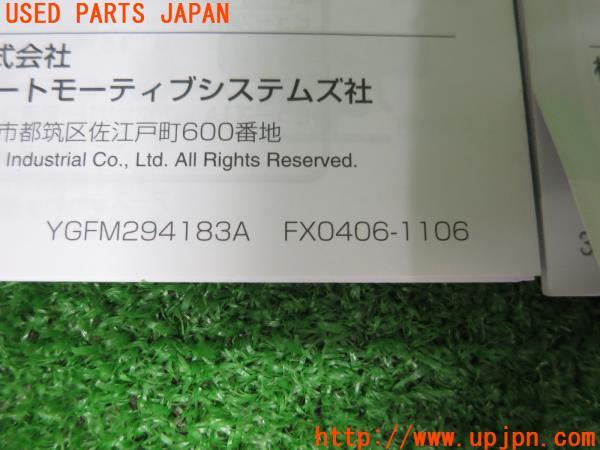 USED PARTS JAPAN
式会社
ートモーティブシステムズ社
市都筑区佐江戸町600番地
Industrial Co., Ltd. All Rights Reserved.
YGFM294183A FX0406-1106
3
http://www.upjpn.com/